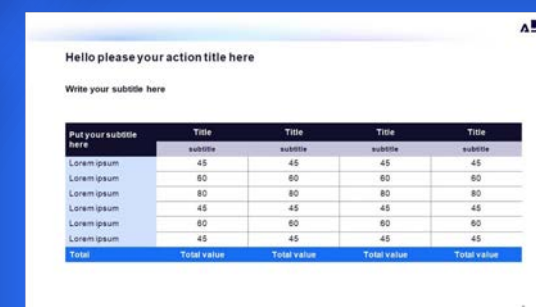 Hello please your action title here
Write your subtitle here
Put your subtitle here Title Title Title Title
subtitle subtitle subtitle subtitle
Lorem ipsum 45 45 45 45
Lorem ipsum 60 60 60 60
Lorem ipsum 80 80 80 80
Lorem ipsum 45 45 45 45
Lorem ipsum 60 60 60 60
Lorem ipsum 45 45 45 45
Total Total value Total value Total value Total value